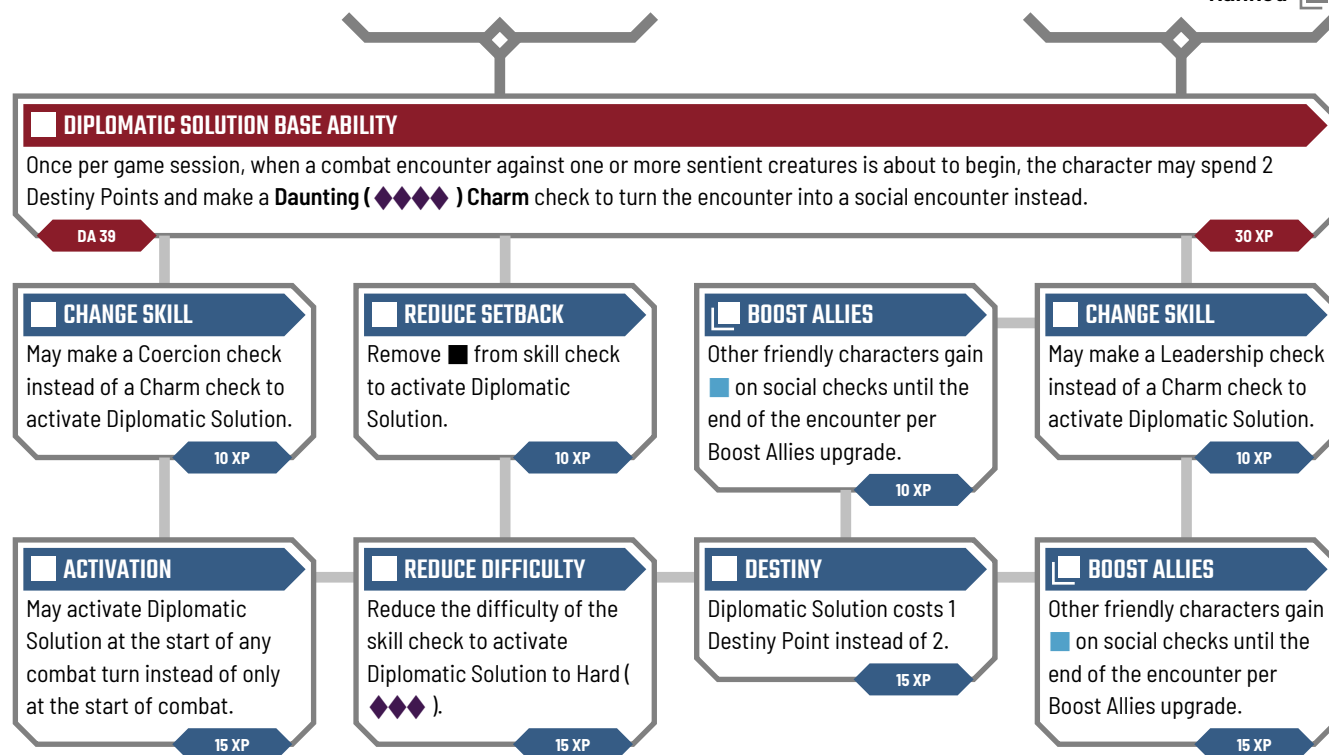 Ranked
DIPLOMATIC SOLUTION BASE ABILITY
Once per game session, when a combat encounter against one or more sentient creatures is about to begin, the character may spend 2
Destiny Points and make a Daunting (◆◆◆◆ ) Charm check to turn the encounter into a social encounter instead.
DA 39
30 XP
CHANGE SKILL
May make a Coercion check
instead of a Charm check to
activate Diplomatic Solution.
10 XP
REDUCE SETBACK
Remove ■ from skill check
to activate Diplomatic
Solution.
10 XP
BOOST ALLIES
Other friendly characters gain
■ on social checks until the
end of the encounter per
Boost Allies upgrade.
10 XP
CHANGE SKILL
May make a Leadership check
instead of a Charm check to
activate Diplomatic Solution.
10 XP
ACTIVATION
May activate Diplomatic
Solution at the start of any
combat turn instead of only
at the start of combat.
15 XP
REDUCE DIFFICULTY
Reduce the difficulty of the
skill check to activate
Diplomatic Solution to Hard (
◆◆◆ ).
15 XP
DESTINY
Diplomatic Solution costs 1
Destiny Point instead of 2.
15 XP
BOOST ALLIES
Other friendly characters gain
■ on social checks until the
end of the encounter per
Boost Allies upgrade.
15 XP